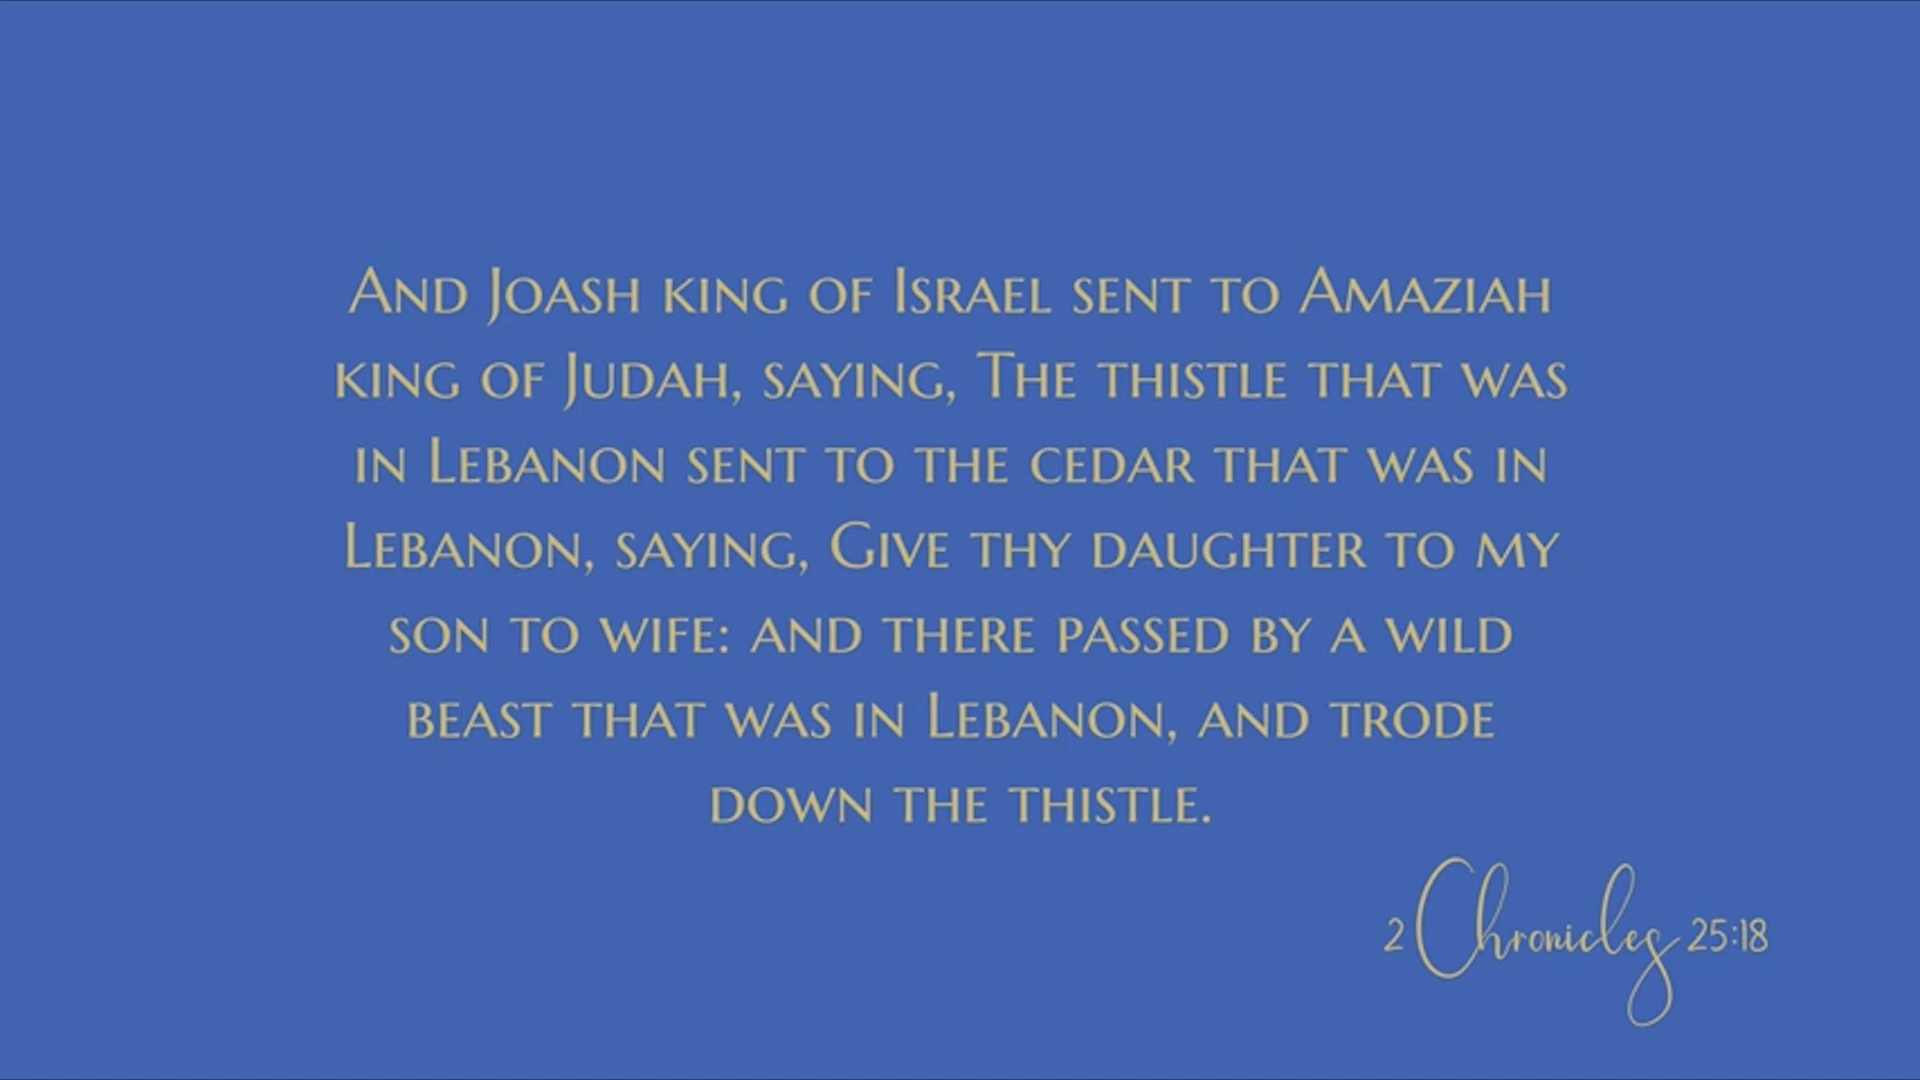 And Joash king of Israel sent to Amaziah
king of Judah, saying, The thistle that was
in Lebanon sent to the cedar that was in
Lebanon, saying, Give thy daughter to my
son to wife: and there passed by a wild
beast that was in Lebanon, and trode
down the thistle.
2 Chronicles 25:18